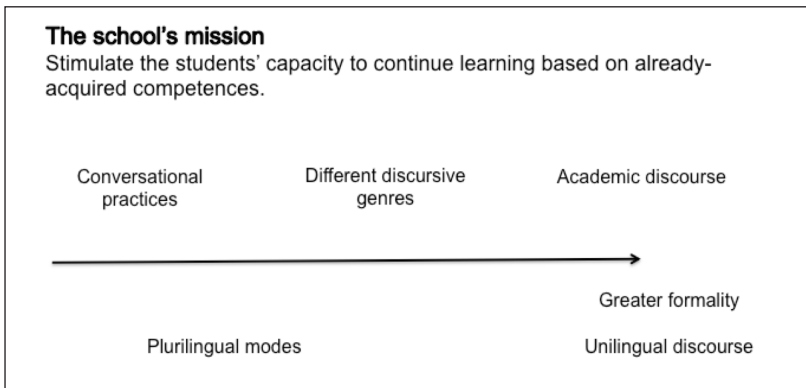 The school's mission
Stimulate the students' capacity to continue learning based on already-
acquired competences.
Conversational
practices
Different discursive
genres
Academic discourse
Greater formality
Plurilingual modes
Unilingual discourse